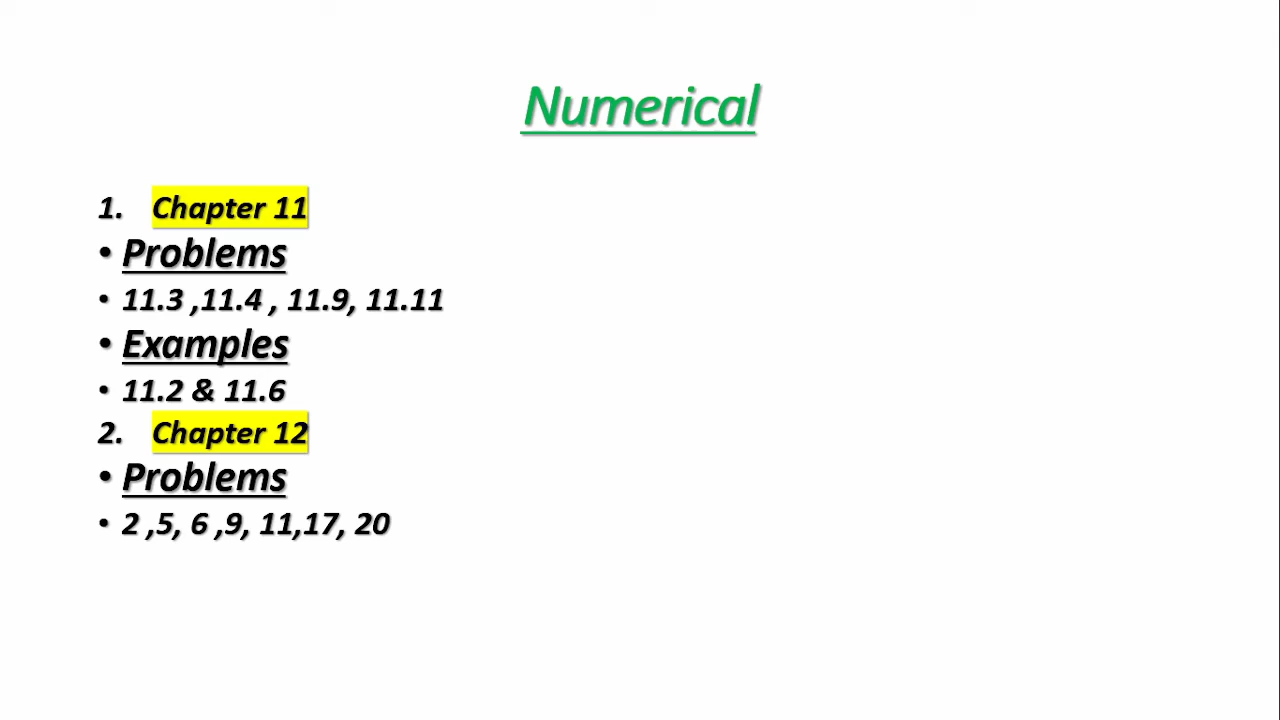 Numerical
1. Chapter 11
• Problems
• 11.3 ,11.4 , 11.9, 11.11
• Examples
• 11.2 & 11.6
2. Chapter 12
• Problems
• 2 ,5, 6 ,9, 11,17, 20